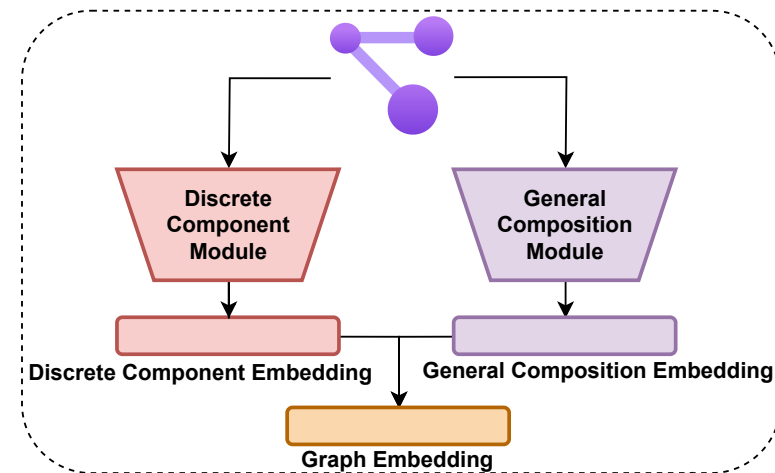 Discrete
Component
Module
General
Composition
Module
Discrete Component Embedding
General Composition Embedding
Graph Embedding